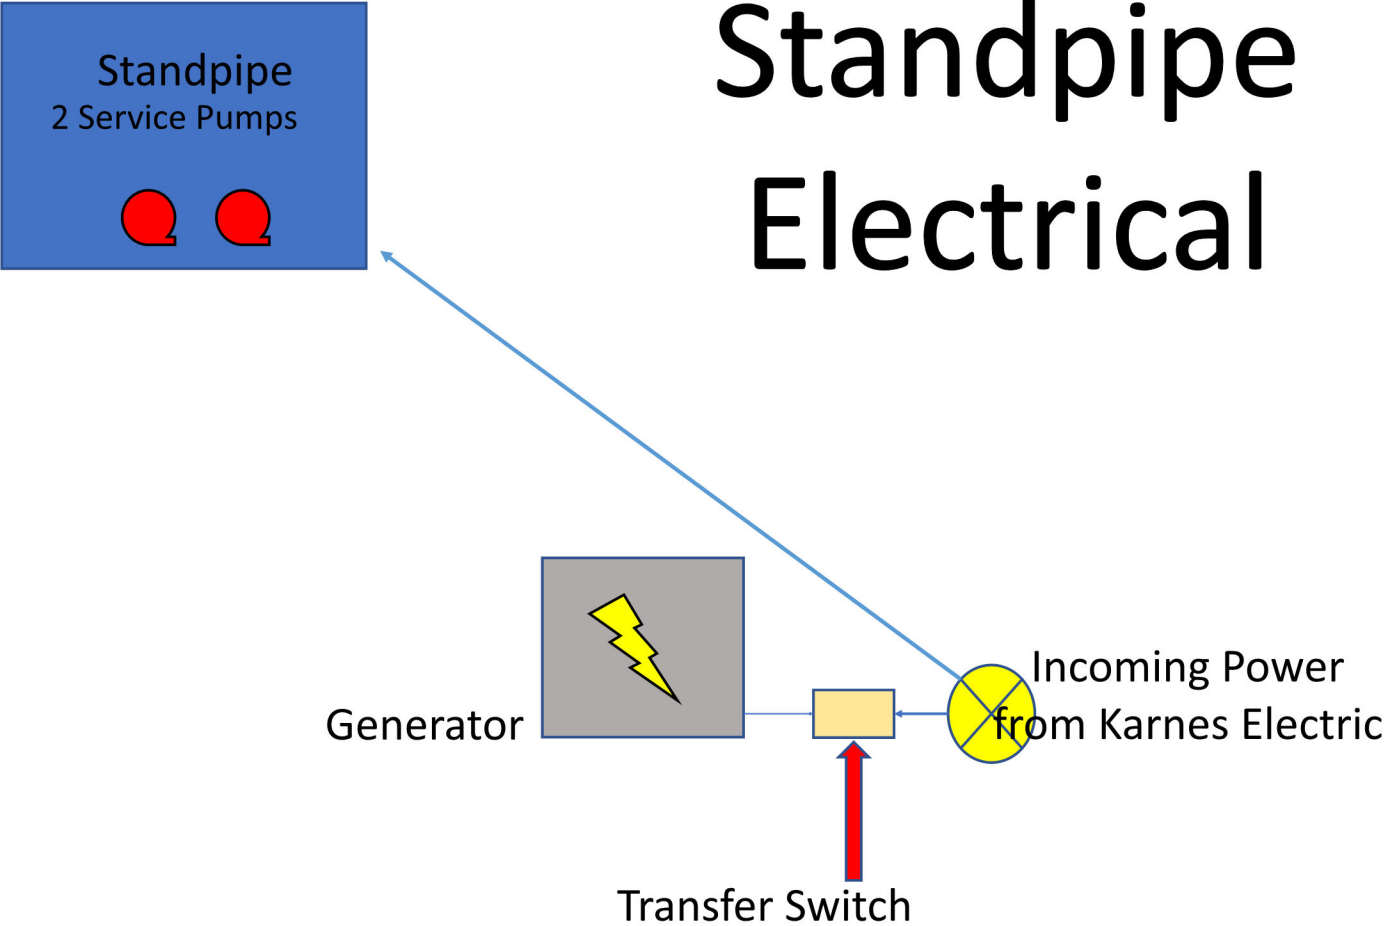 Standpipe
Electrical
Standpipe
2 Service Pumps
Incoming Power
from Karnes Electric
Generator
Transfer Switch